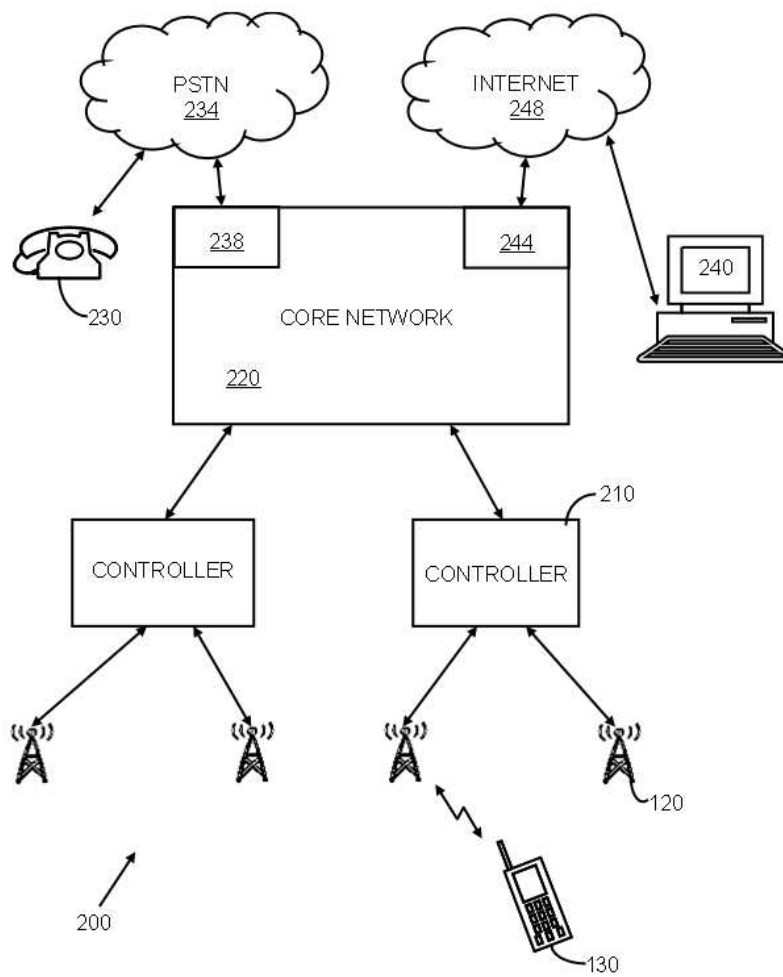 PSTN
234
INTERNET
248
238
244
240
230
CORE NETWORK
220
210
CONTROLLER
CONTROLLER
120
200
130